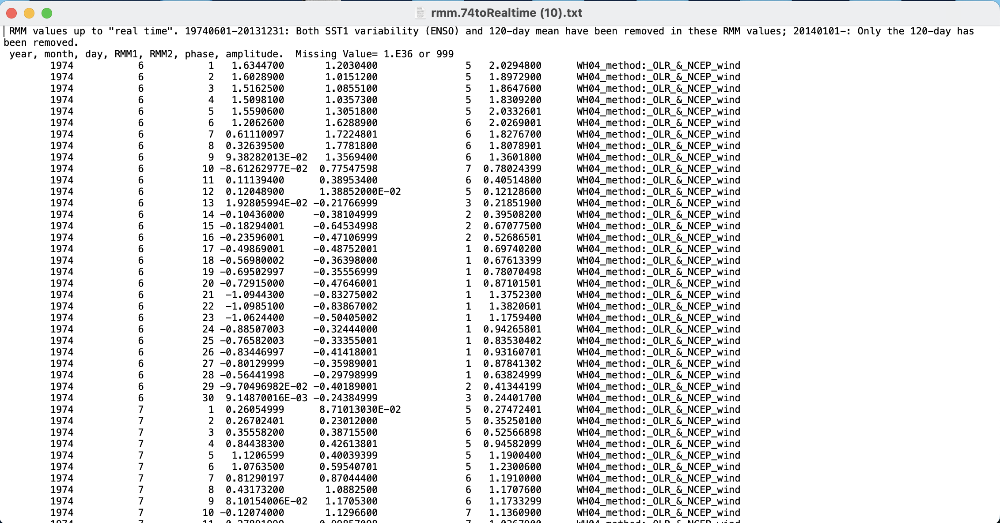 rmm.74toRealtime (10).txt
RMM values up to "real time". 19740601-20131231: Both SST1 variability (ENSO) and 120-day mean have been removed in these RMM values; 20140101-: Only the 120-day has
been removed.
year, month, day, RMM1, RMM2, phase, amplitude.  Missing Value= 1.E36 or 999
1974 6 1 1.6344700 1.2030400 5 2.0294800 WH04_method:_OLR_&_NCEP_wind
1974 6 2 1.6028900 1.0151200 5 1.8972900 WH04_method:_OLR_&_NCEP_wind
1974 6 3 1.5162500 1.0855100 5 1.8647600 WH04_method:_OLR_&_NCEP_wind
1974 6 4 1.5098100 1.0357300 5 1.8309200 WH04_method:_OLR_&_NCEP_wind
1974 6 5 1.5590600 1.3051800 5 2.0332601 WH04_method:_OLR_&_NCEP_wind
1974 6 6 1.2062600 1.6288900 6 2.0269001 WH04_method:_OLR_&_NCEP_wind
1974 6 7 0.61110097 1.7224801 6 1.8276700 WH04_method:_OLR_&_NCEP_wind
1974 6 8 0.32639500 1.7781800 6 1.8078901 WH04_method:_OLR_&_NCEP_wind
1974 6 9 9.38282013E-02 1.3569400 6 1.3601800 WH04_method:_OLR_&_NCEP_wind
1974 6 10 -8.61262977E-02 0.77547598 7 0.78024399 WH04_method:_OLR_&_NCEP_wind
1974 6 11 0.11139400 0.38953400 6 0.40514800 WH04_method:_OLR_&_NCEP_wind
1974 6 12 0.12048900 1.38852000E-02 5 0.12128600 WH04_method:_OLR_&_NCEP_wind
1974 6 13 1.92805994E-02 -0.21766999 3 0.21851900 WH04_method:_OLR_&_NCEP_wind
1974 6 14 -0.10436000 -0.38104999 2 0.39508200 WH04_method:_OLR_&_NCEP_wind
1974 6 15 -0.18294001 -0.64534998 2 0.67077500 WH04_method:_OLR_&_NCEP_wind
1974 6 16 -0.23596001 -0.47106999 2 0.52686501 WH04_method:_OLR_&_NCEP_wind
1974 6 17 -0.49869001 -0.48752001 1 0.69740200 WH04_method:_OLR_&_NCEP_wind
1974 6 18 -0.56980002 -0.36398000 1 0.67613399 WH04_method:_OLR_&_NCEP_wind
1974 6 19 -0.69502997 -0.35556999 1 0.78070498 WH04_method:_OLR_&_NCEP_wind
1974 6 20 -0.72915000 -0.47646001 1 0.87101501 WH04_method:_OLR_&_NCEP_wind
1974 6 21 -1.0944300 -0.83275002 1 1.3752300 WH04_method:_OLR_&_NCEP_wind
1974 6 22 -1.0985100 -0.83867002 1 1.3820601 WH04_method:_OLR_&_NCEP_wind
1974 6 23 -1.0624400 -0.50405002 1 1.1759400 WH04_method:_OLR_&_NCEP_wind
1974 6 24 -0.88507003 -0.32444000 1 0.94265801 WH04_method:_OLR_&_NCEP_wind
1974 6 25 -0.76582003 -0.33355001 1 0.83530402 WH04_method:_OLR_&_NCEP_wind
1974 6 26 -0.83446997 -0.41418001 1 0.93160701 WH04_method:_OLR_&_NCEP_wind
1974 6 27 -0.80129999 -0.35989001 1 0.87841302 WH04_method:_OLR_&_NCEP_wind
1974 6 28 -0.56441998 -0.29798999 1 0.63824999 WH04_method:_OLR_&_NCEP_wind
1974 6 29 -9.70496982E-02 -0.40189001 2 0.41344199 WH04_method:_OLR_&_NCEP_wind
1974 6 30 9.14870016E-03 -0.24384999 3 0.24401700 WH04_method:_OLR_&_NCEP_wind
1974 7 1 0.26054999 8.71013030E-02 5 0.27472401 WH04_method:_OLR_&_NCEP_wind
1974 7 2 0.26702401 0.23012000 5 0.35250100 WH04_method:_OLR_&_NCEP_wind
1974 7 3 0.35558200 0.38715500 6 0.52566898 WH04_method:_OLR_&_NCEP_wind
1974 7 4 0.84438300 0.42613801 5 0.94582099 WH04_method:_OLR_&_NCEP_wind
1974 7 5 1.1206599 0.40039399 5 1.1900400 WH04_method:_OLR_&_NCEP_wind
1974 7 6 1.0763500 0.59540701 5 1.2300600 WH04_method:_OLR_&_NCEP_wind
1974 7 7 0.81290197 0.87044400 6 1.1910000 WH04_method:_OLR_&_NCEP_wind
1974 7 8 0.43173200 1.0882500 6 1.1707600 WH04_method:_OLR_&_NCEP_wind
1974 7 9 8.10154006E-02 1.1705300 6 1.1733299 WH04_method:_OLR_&_NCEP_wind
1974 7 10 -0.12074000 1.1296600 7 1.1360900 WH04_method:_OLR_&_NCEP_wind